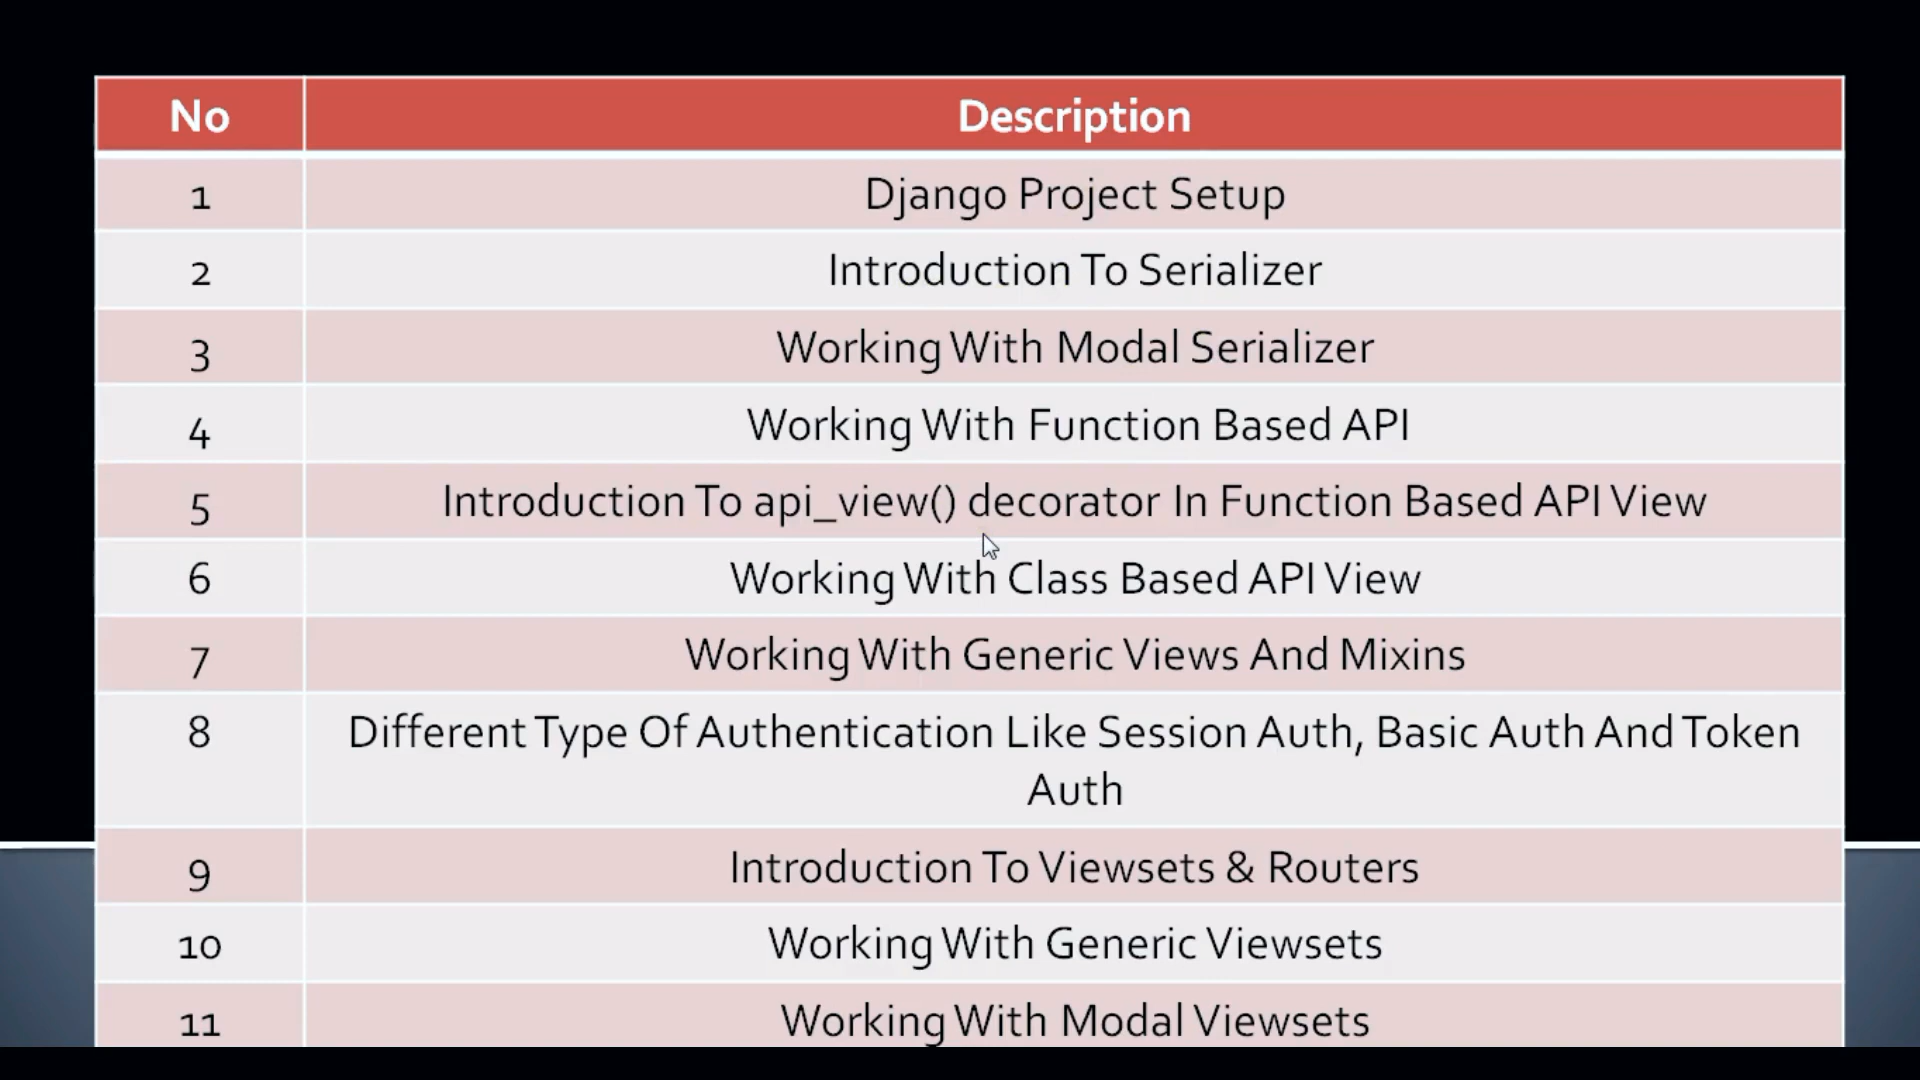 No Description
1 Django Project Setup
2 Introduction To Serializer
3 Working With Modal Serializer
4 Working With Function Based API
5 Introduction To api_view() decorator In Function Based API View
6 Working With Class Based API View
7 Working With Generic Views And Mixins
8 Different Type Of Authentication Like Session Auth, Basic Auth And Token
Auth
9 Introduction To Viewsets & Routers
10 Working With Generic Viewsets
11 Working With Modal Viewsets